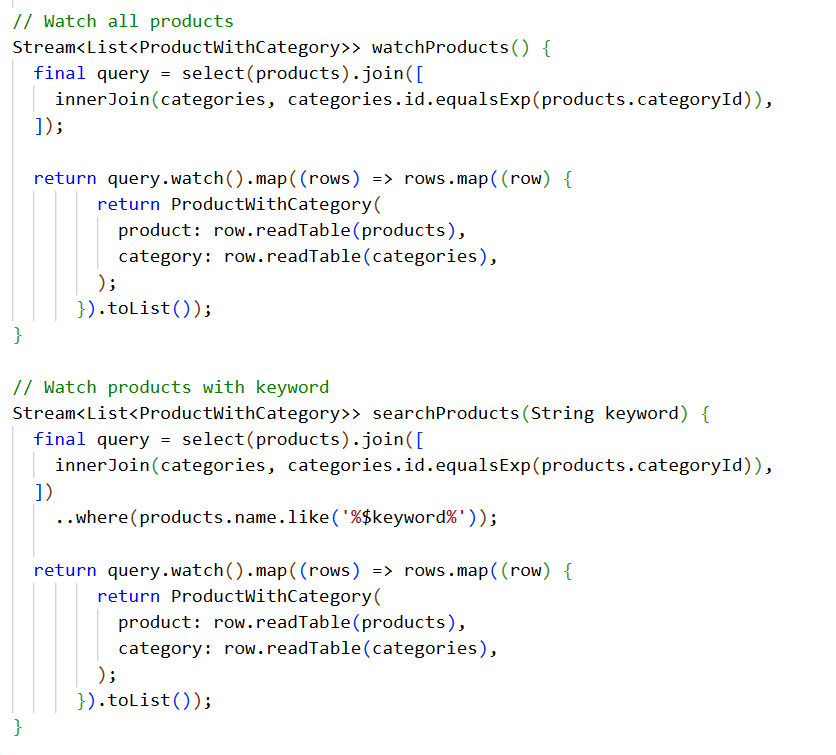 // Watch all products
Stream<List<ProductWithCategory>> watchProducts() {
  final query = select(products).join([
    innerJoin(categories, categories.id.equalsExp(products.categoryId)),
  ]);

  return query.watch().map((rows) => rows.map((row) {
        return ProductWithCategory(
          product: row.readTable(products),
          category: row.readTable(categories),
        );
      }).toList());
}

// Watch products with keyword
Stream<List<ProductWithCategory>> searchProducts(String keyword) {
  final query = select(products).join([
    innerJoin(categories, categories.id.equalsExp(products.categoryId)),
  ])
    ..where(products.name.like('%$keyword%'));

  return query.watch().map((rows) => rows.map((row) {
        return ProductWithCategory(
          product: row.readTable(products),
          category: row.readTable(categories),
        );
      }).toList());
}